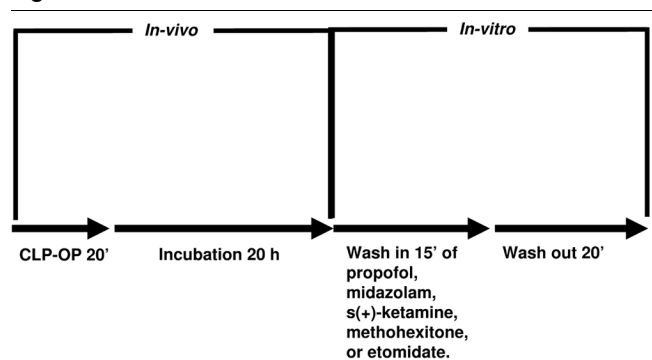 In-vivo
In-vitro
CLP-OP 20’
Incubation 20 h
Wash in 15’ of
propofol,
midazolam,
s(+)-ketamine,
methohexitone,
or etomidate.
Wash out 20’